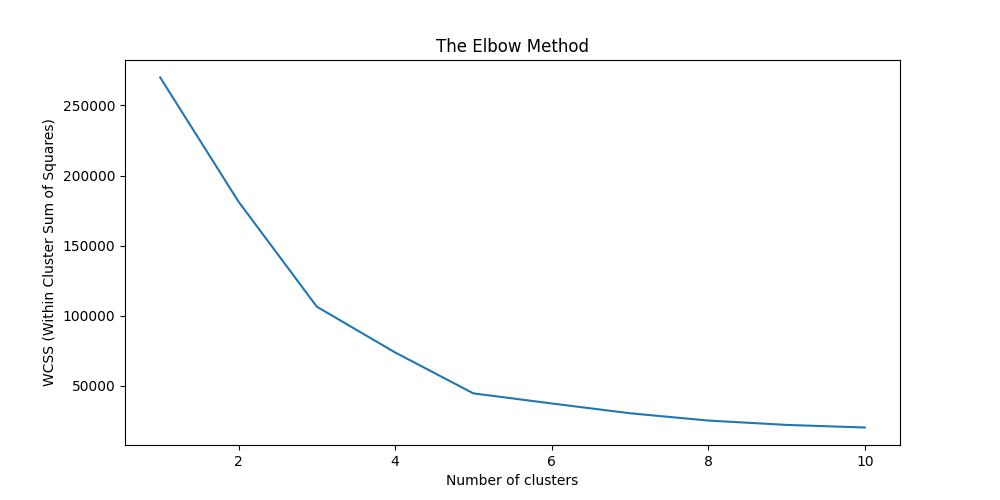 The Elbow Method
WCSS (Within Cluster Sum of Squares)
250000
200000
150000
100000
50000
2 4 6 8 10
Number of clusters